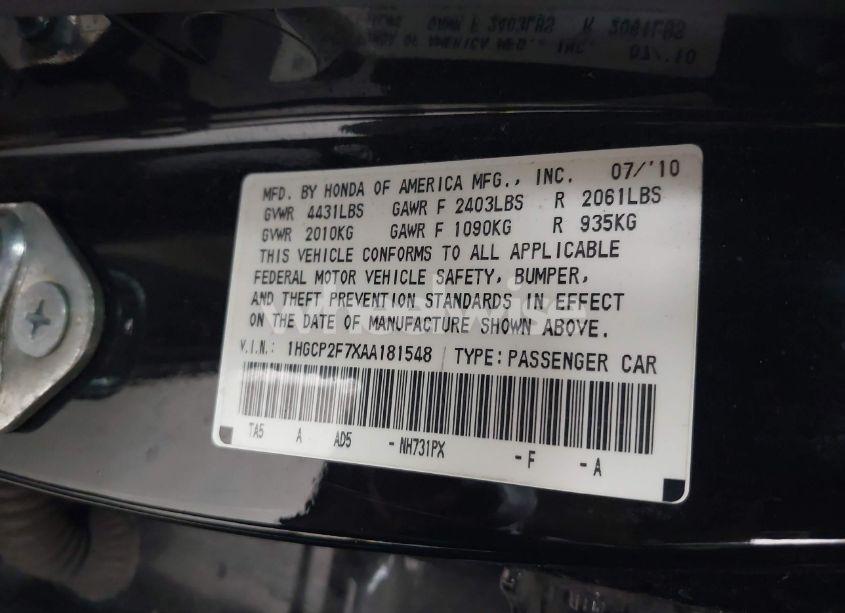 MFD. BY HONDA OF AMERICA MFG., INC. 07/'10
GVWR 4431LBS GAWR F 2403LBS R 2061LBS
GVWR 2010KG GAWR F 1090KG R 935KG
THIS VEHICLE CONFORMS TO ALL APPLICABLE
FEDERAL MOTOR VEHICLE SAFETY, BUMPER,
AND THEFT PREVENTION STANDARDS IN EFFECT
ON THE DATE OF MANUFACTURE SHOWN ABOVE.
V.I.N.: 1HGCP2F7XAA181548 TYPE: PASSENGER CAR
TA5 A AD5 - NH731PX - F - A